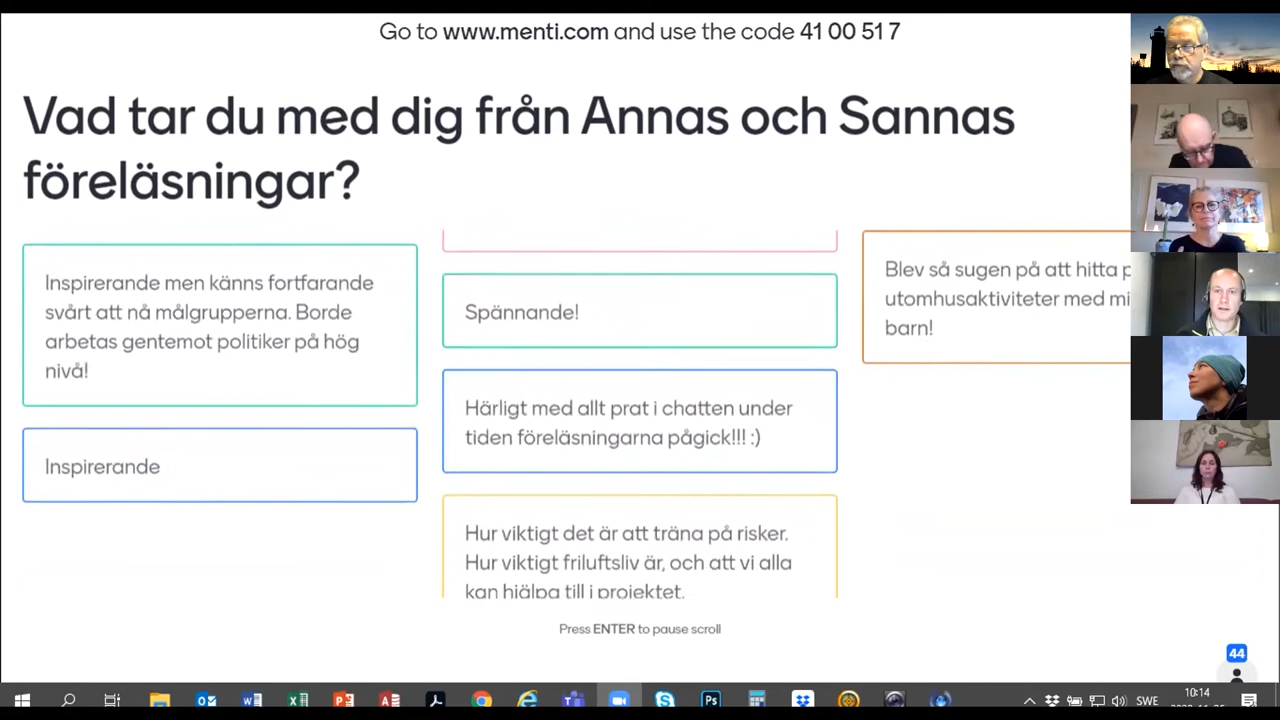 Go to www.menti.com and use the code 41 00 51 7
Vad tar du med dig från Annas och Sannas
föreläsningar?
Inspirerande men känns fortfarande
svårt att nå målgrupperna. Borde
arbetas gentemot politiker på hög
nivå!
Inspirerande
Spännande!
Härligt med allt prat i chatten under
tiden föreläsningarna pågick!!! :)
Hur viktigt det är att träna på risker.
Hur viktigt friluftsliv är, och att vi alla
kan hjälpa till i projektet.
Blev så sugen på att hitta
utomhusaktiviteter med
barn!
Press ENTER to pause scroll
44
SWE
10:14